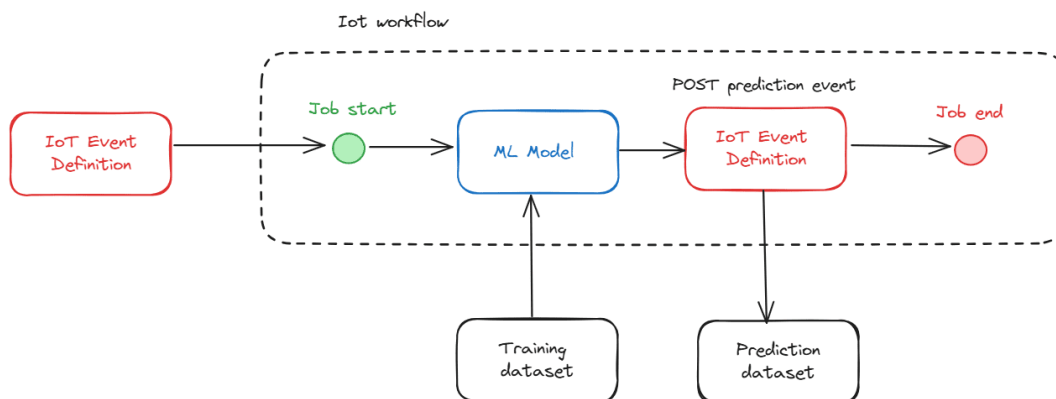 Iot workflow
POST prediction event
Job start
Job end
IoT Event
Definition
ML Model
IoT Event
Definition
Training
dataset
Prediction
dataset